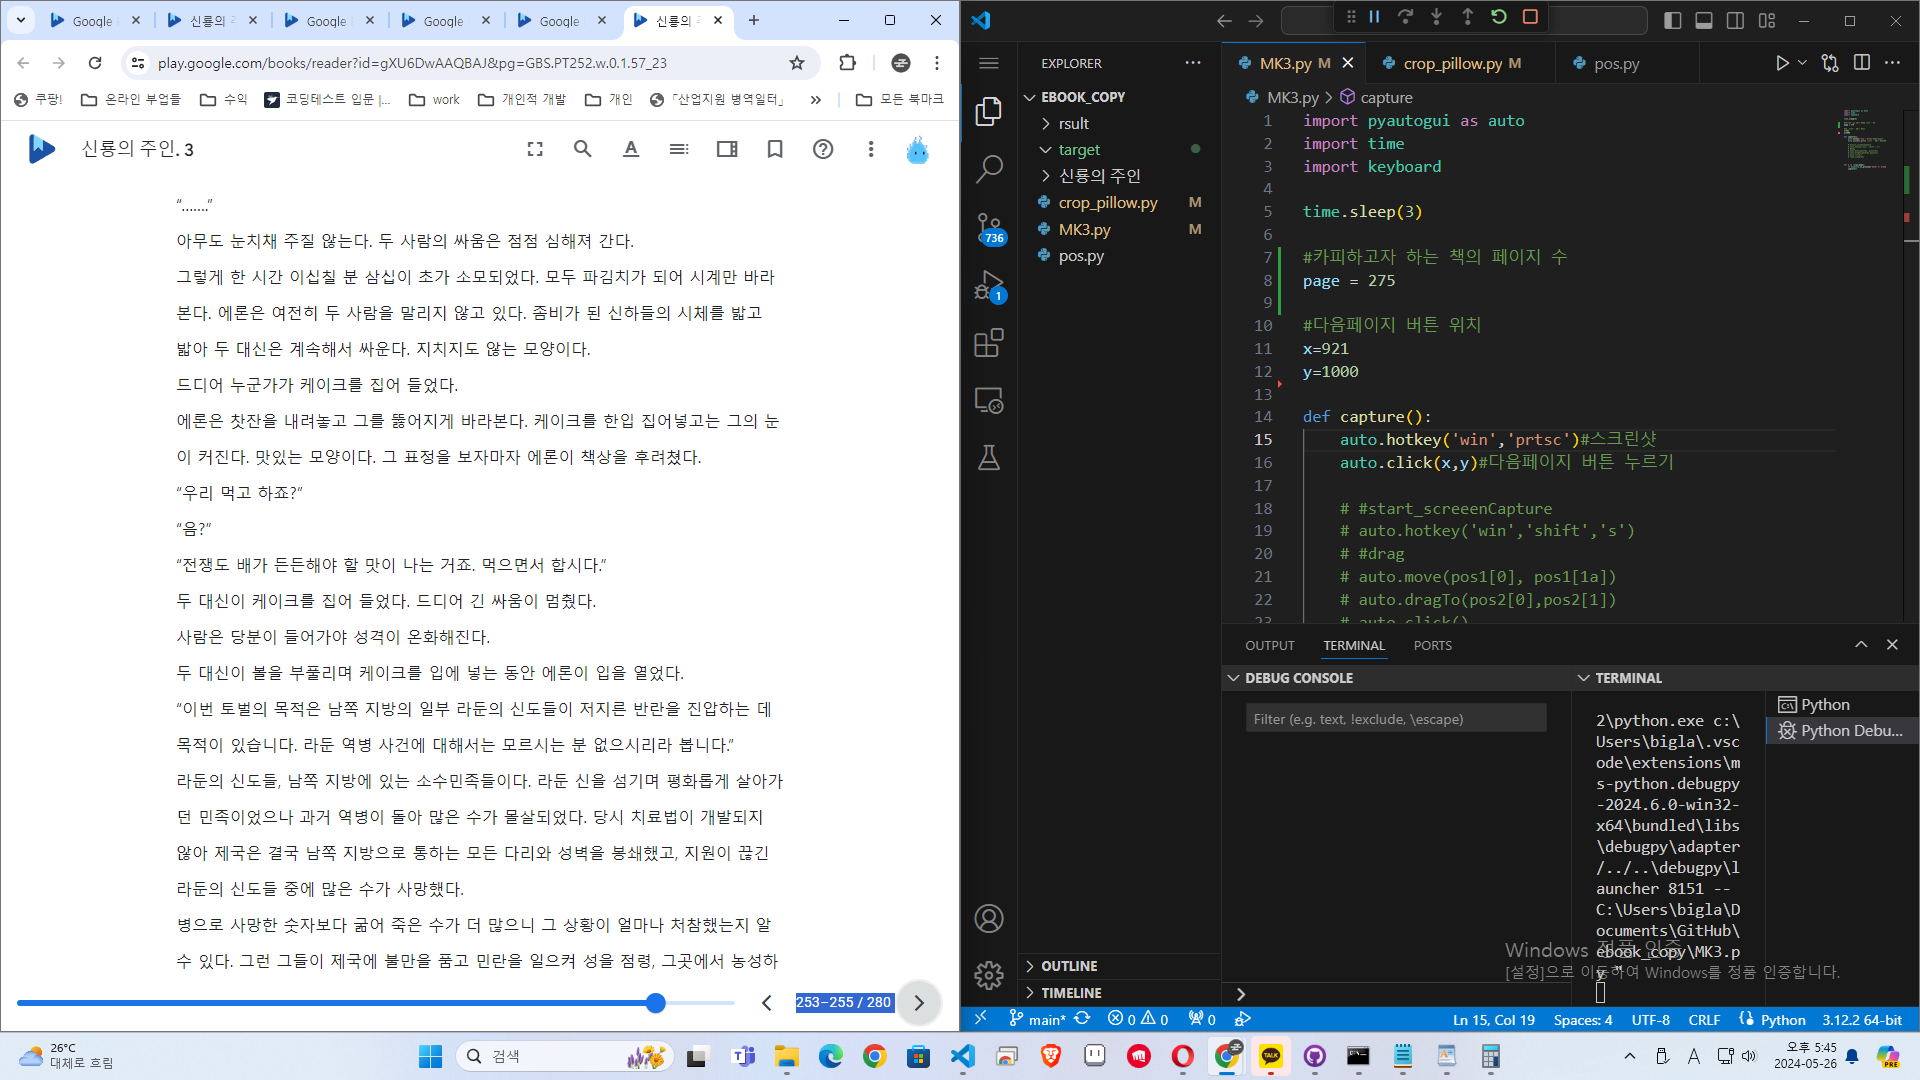 Google
신룡의 주
Google
Google
Google
신룡의 주
play.google.com/books/reader?id=gXU6DwAAQBAJ&pg=GBS.PT252.w.0.1.57_23
쿠팡!
온라인 부업들
수익
코딩테스트 입문 |...
work
개인적 개발
개인
「산업지원 병역일터」
모든 북마크
신룡의 주인. 3
“.......”
아무도 눈치채 주질 않는다. 두 사람의 싸움은 점점 심해져 간다.
그렇게 한 시간 이십칠 분 삼십이 초가 소모되었다. 모두 파김치가 되어 시계만 바라
본다. 에론은 여전히 두 사람을 말리지 않고 있다. 좀비가 된 신하들의 시체를 밟고
밟아 두 대신은 계속해서 싸운다. 지치지도 않는 모양이다.
드디어 누군가가 케이크를 집어 들었다.
에론은 찻잔을 내려놓고 그를 뚫어지게 바라본다. 케이크를 한입 집어넣고는 그의 눈
이 커진다. 맛있는 모양이다. 그 표정을 보자마자 에론이 책상을 후려쳤다.
“우리 먹고 하죠?”
“음?”
“전쟁도 배가 든든해야 할 맛이 나는 거죠. 먹으면서 합시다.”
두 대신이 케이크를 집어 들었다. 드디어 긴 싸움이 멈췄다.
사람은 당분이 들어가야 성격이 온화해진다.
두 대신이 볼을 부풀리며 케이크를 입에 넣는 동안 에론이 입을 열었다.
“이번 토벌의 목적은 남쪽 지방의 일부 라둔의 신도들이 저지른 반란을 진압하는 데
목적이 있습니다. 라둔 역병 사건에 대해서는 모르시는 분 없으시리라 봅니다.”
라둔의 신도들, 남쪽 지방에 있는 소수민족들이다. 라둔 신을 섬기며 평화롭게 살아가
던 민족이었으나 과거 역병이 돌아 많은 수가 몰살되었다. 당시 치료법이 개발되지
않아 제국은 결국 남쪽 지방으로 통하는 모든 다리와 성벽을 봉쇄했고, 지원이 끊긴
라둔의 신도들 중에 많은 수가 사망했다.
병으로 사망한 숫자보다 굶어 죽은 수가 더 많으니 그 상황이 얼마나 처참했는지 알
수 있다. 그런 그들이 제국에 불만을 품고 민란을 일으켜 성을 점령, 그곳에서 농성하
253–255 / 280
EXPLORER
EBOOK_COPY
rsult
target
신룡의 주인
crop_pillow.py M
MK3.py M
pos.py
OUTLINE
TIMELINE
736
1
MK3.py M
crop_pillow.py M
pos.py
MK3.py > capture
1 import pyautogui as auto
2 import time
3 import keyboard
4
5 time.sleep(3)
6
7 #카피하고자 하는 책의 페이지 수
8 page = 275
9
10 #다음페이지 버튼 위치
11 x=921
12 y=1000
13
14 def capture():
15 auto.hotkey('win','prtsc')#스크린샷
16 auto.click(x,y)#다음페이지 버튼 누르기
17
18 # #start_screeenCapture
19 # auto.hotkey('win','shift','s')
20 # #drag
21 # auto.move(pos1[0], pos1[1a])
22 # auto.dragTo(pos2[0],pos2[1])
23 # auto.click()
OUTPUT
TERMINAL
PORTS
DEBUG CONSOLE
Filter (e.g. text, !exclude, \escape)
TERMINAL
2\python.exe c:\
Users\bigla\.vsc
ode\extensions\m
s-python.debugpy
-2024.6.0-win32-
x64\bundled\libs
\debugpy\adapter
/../..\debugpy\l
auncher 8151 --
C:\Users\bigla\D
ocuments\GitHub\
ebook_copy\MK3.p
y "
Python
Python Debu...
Windows 정품 인증
[설정]으로 이동하여 Windows를 정품 인증합니다.
main*
0 0
0
Ln 15, Col 19
Spaces: 4
UTF-8
CRLF
Python
3.12.2 64-bit
26°C
대체로 흐림
검색
TALK
A
오후 5:45
2024-05-26
PRE